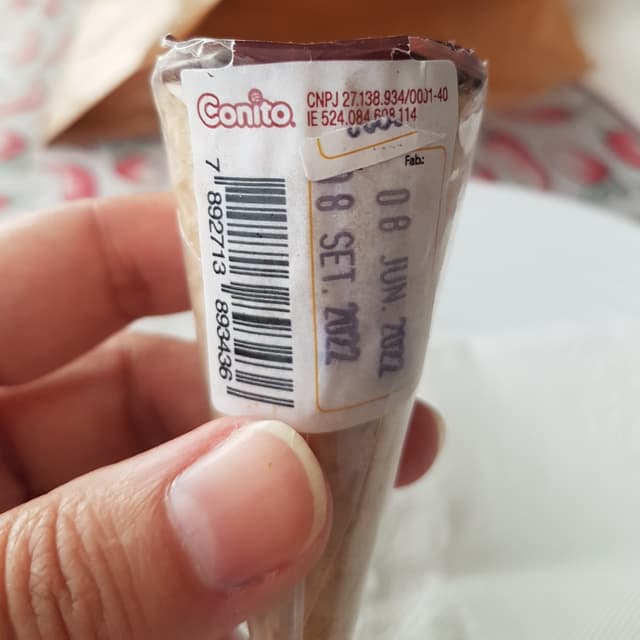 Conito
CNPJ 27.138.934/0001-40
IE 524.084.608.114
Fab.:
08 JUN. 2022
08 SET. 2022
7 892713 893436